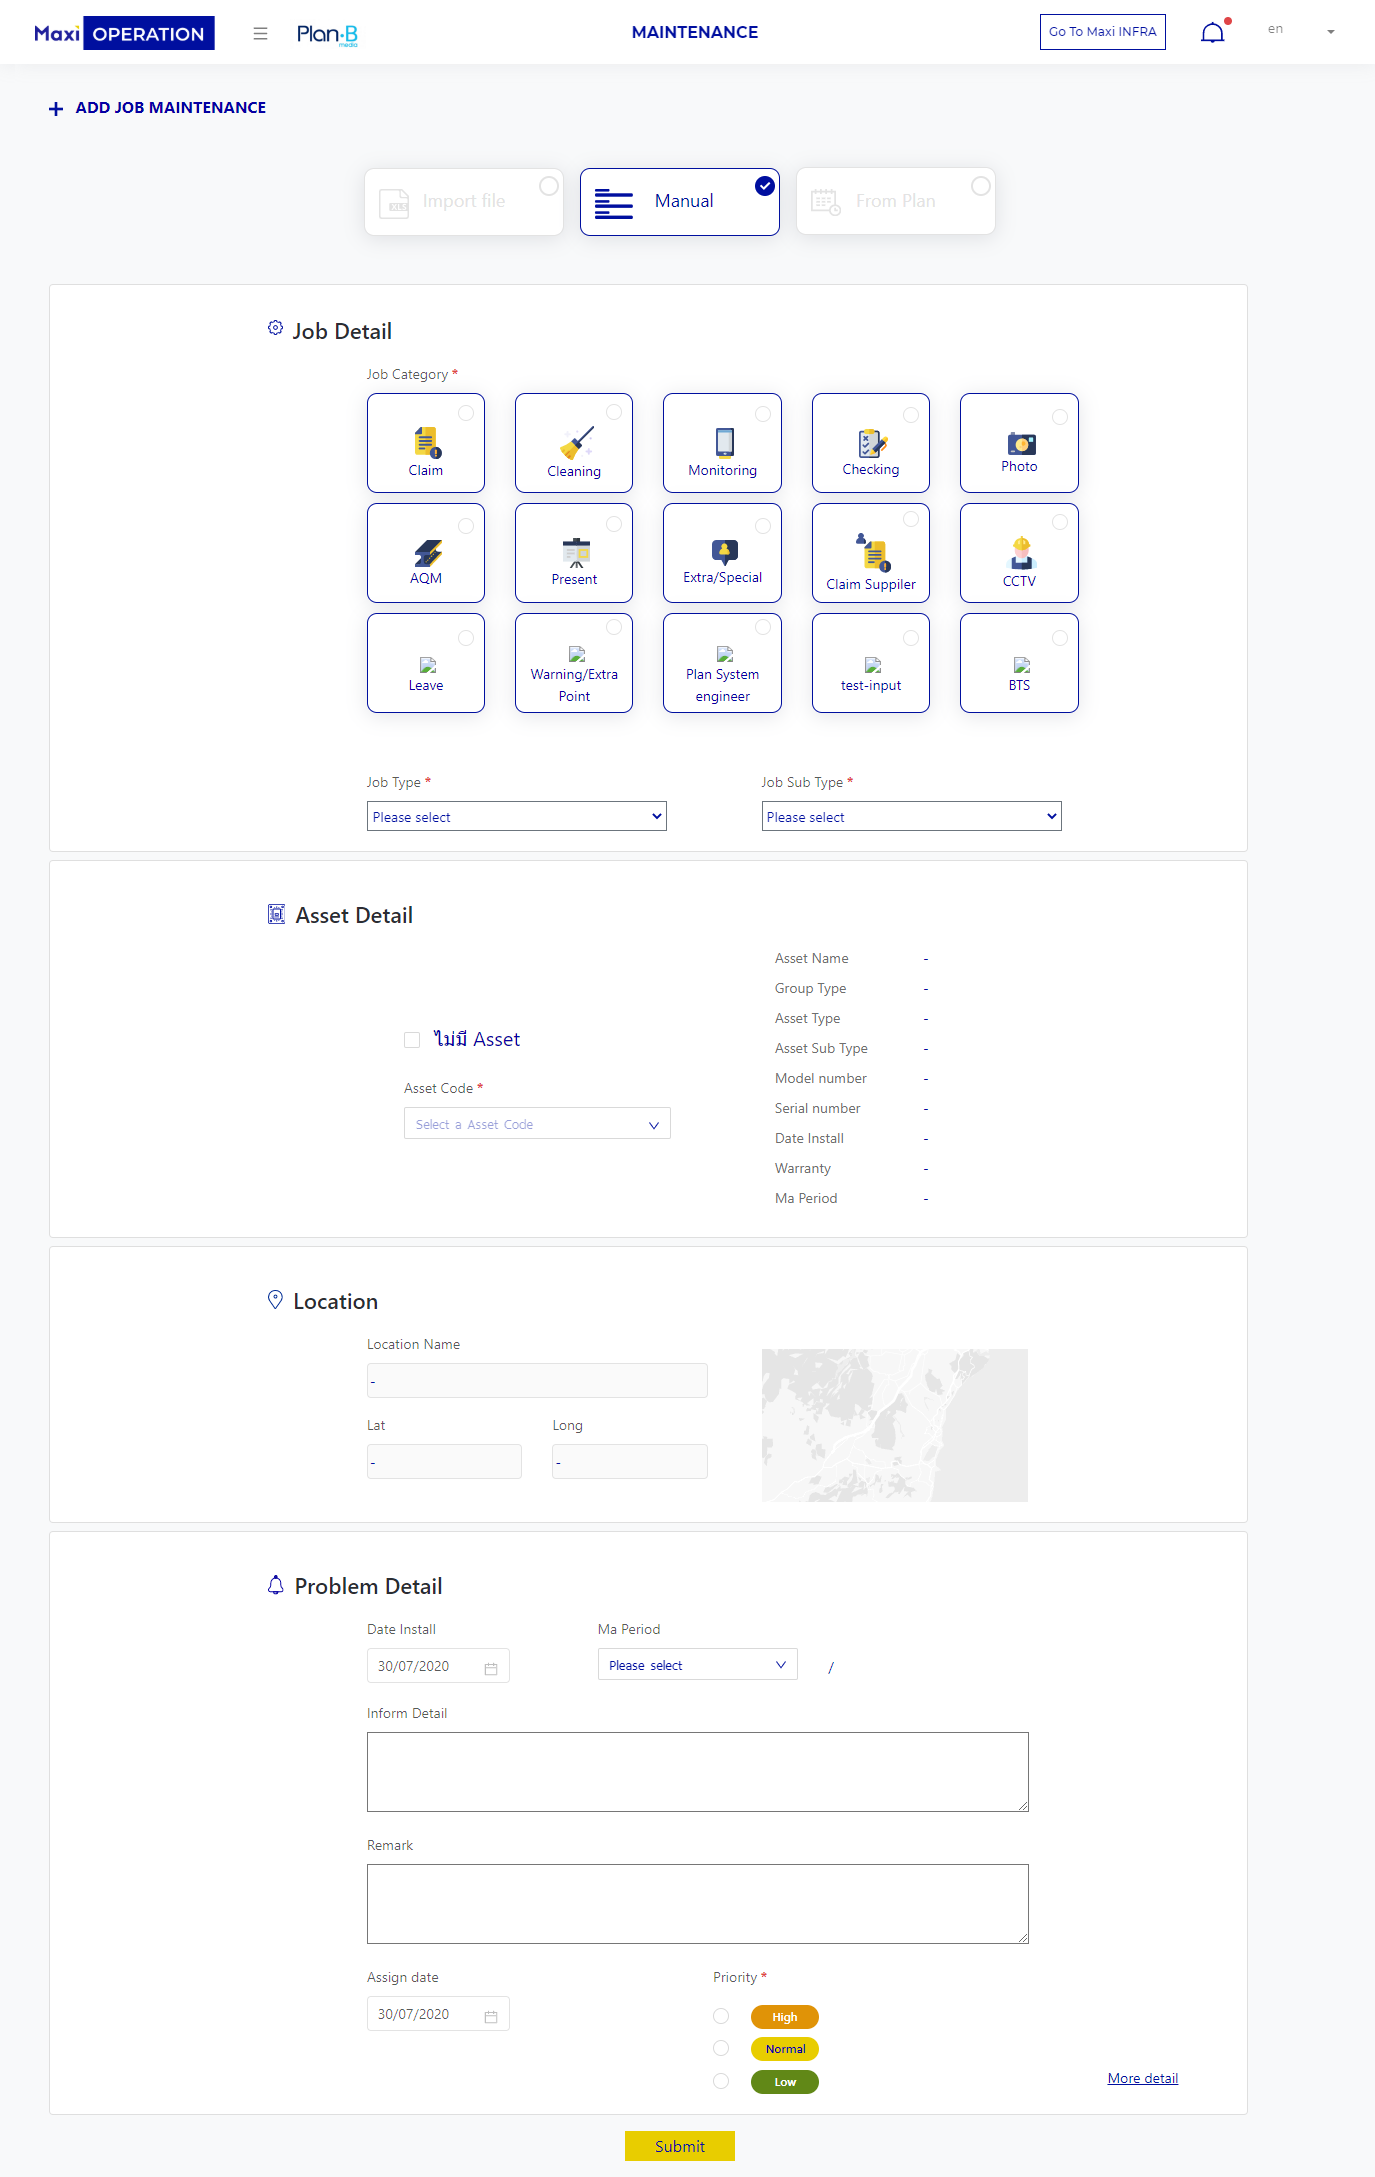 Maxi OPERATION
Plan·B
media
MAINTENANCE
Go To Maxi INFRA
en
ADD JOB MAINTENANCE
XLS
Import file
Manual
From Plan
Job Detail
Job Category *
Claim
Cleaning
Monitoring
Checking
Photo
AQM
Present
Extra/Special
Claim Suppiler
CCTV
Leave
Warning/Extra
Point
Plan System
engineer
test-input
BTS
Job Type *
Job Sub Type *
Please select
Please select
Asset Detail
ไม่มี Asset
Asset Code *
Select a Asset Code
Asset Name -
Group Type -
Asset Type -
Asset Sub Type -
Model number -
Serial number -
Date Install -
Warranty -
Ma Period -
Location
Location Name
-
Lat
Long
-
-
Problem Detail
Date Install
Ma Period
30/07/2020
Please select
/
Inform Detail
Remark
Assign date
Priority *
30/07/2020
High
Normal
Low
More detail
Submit